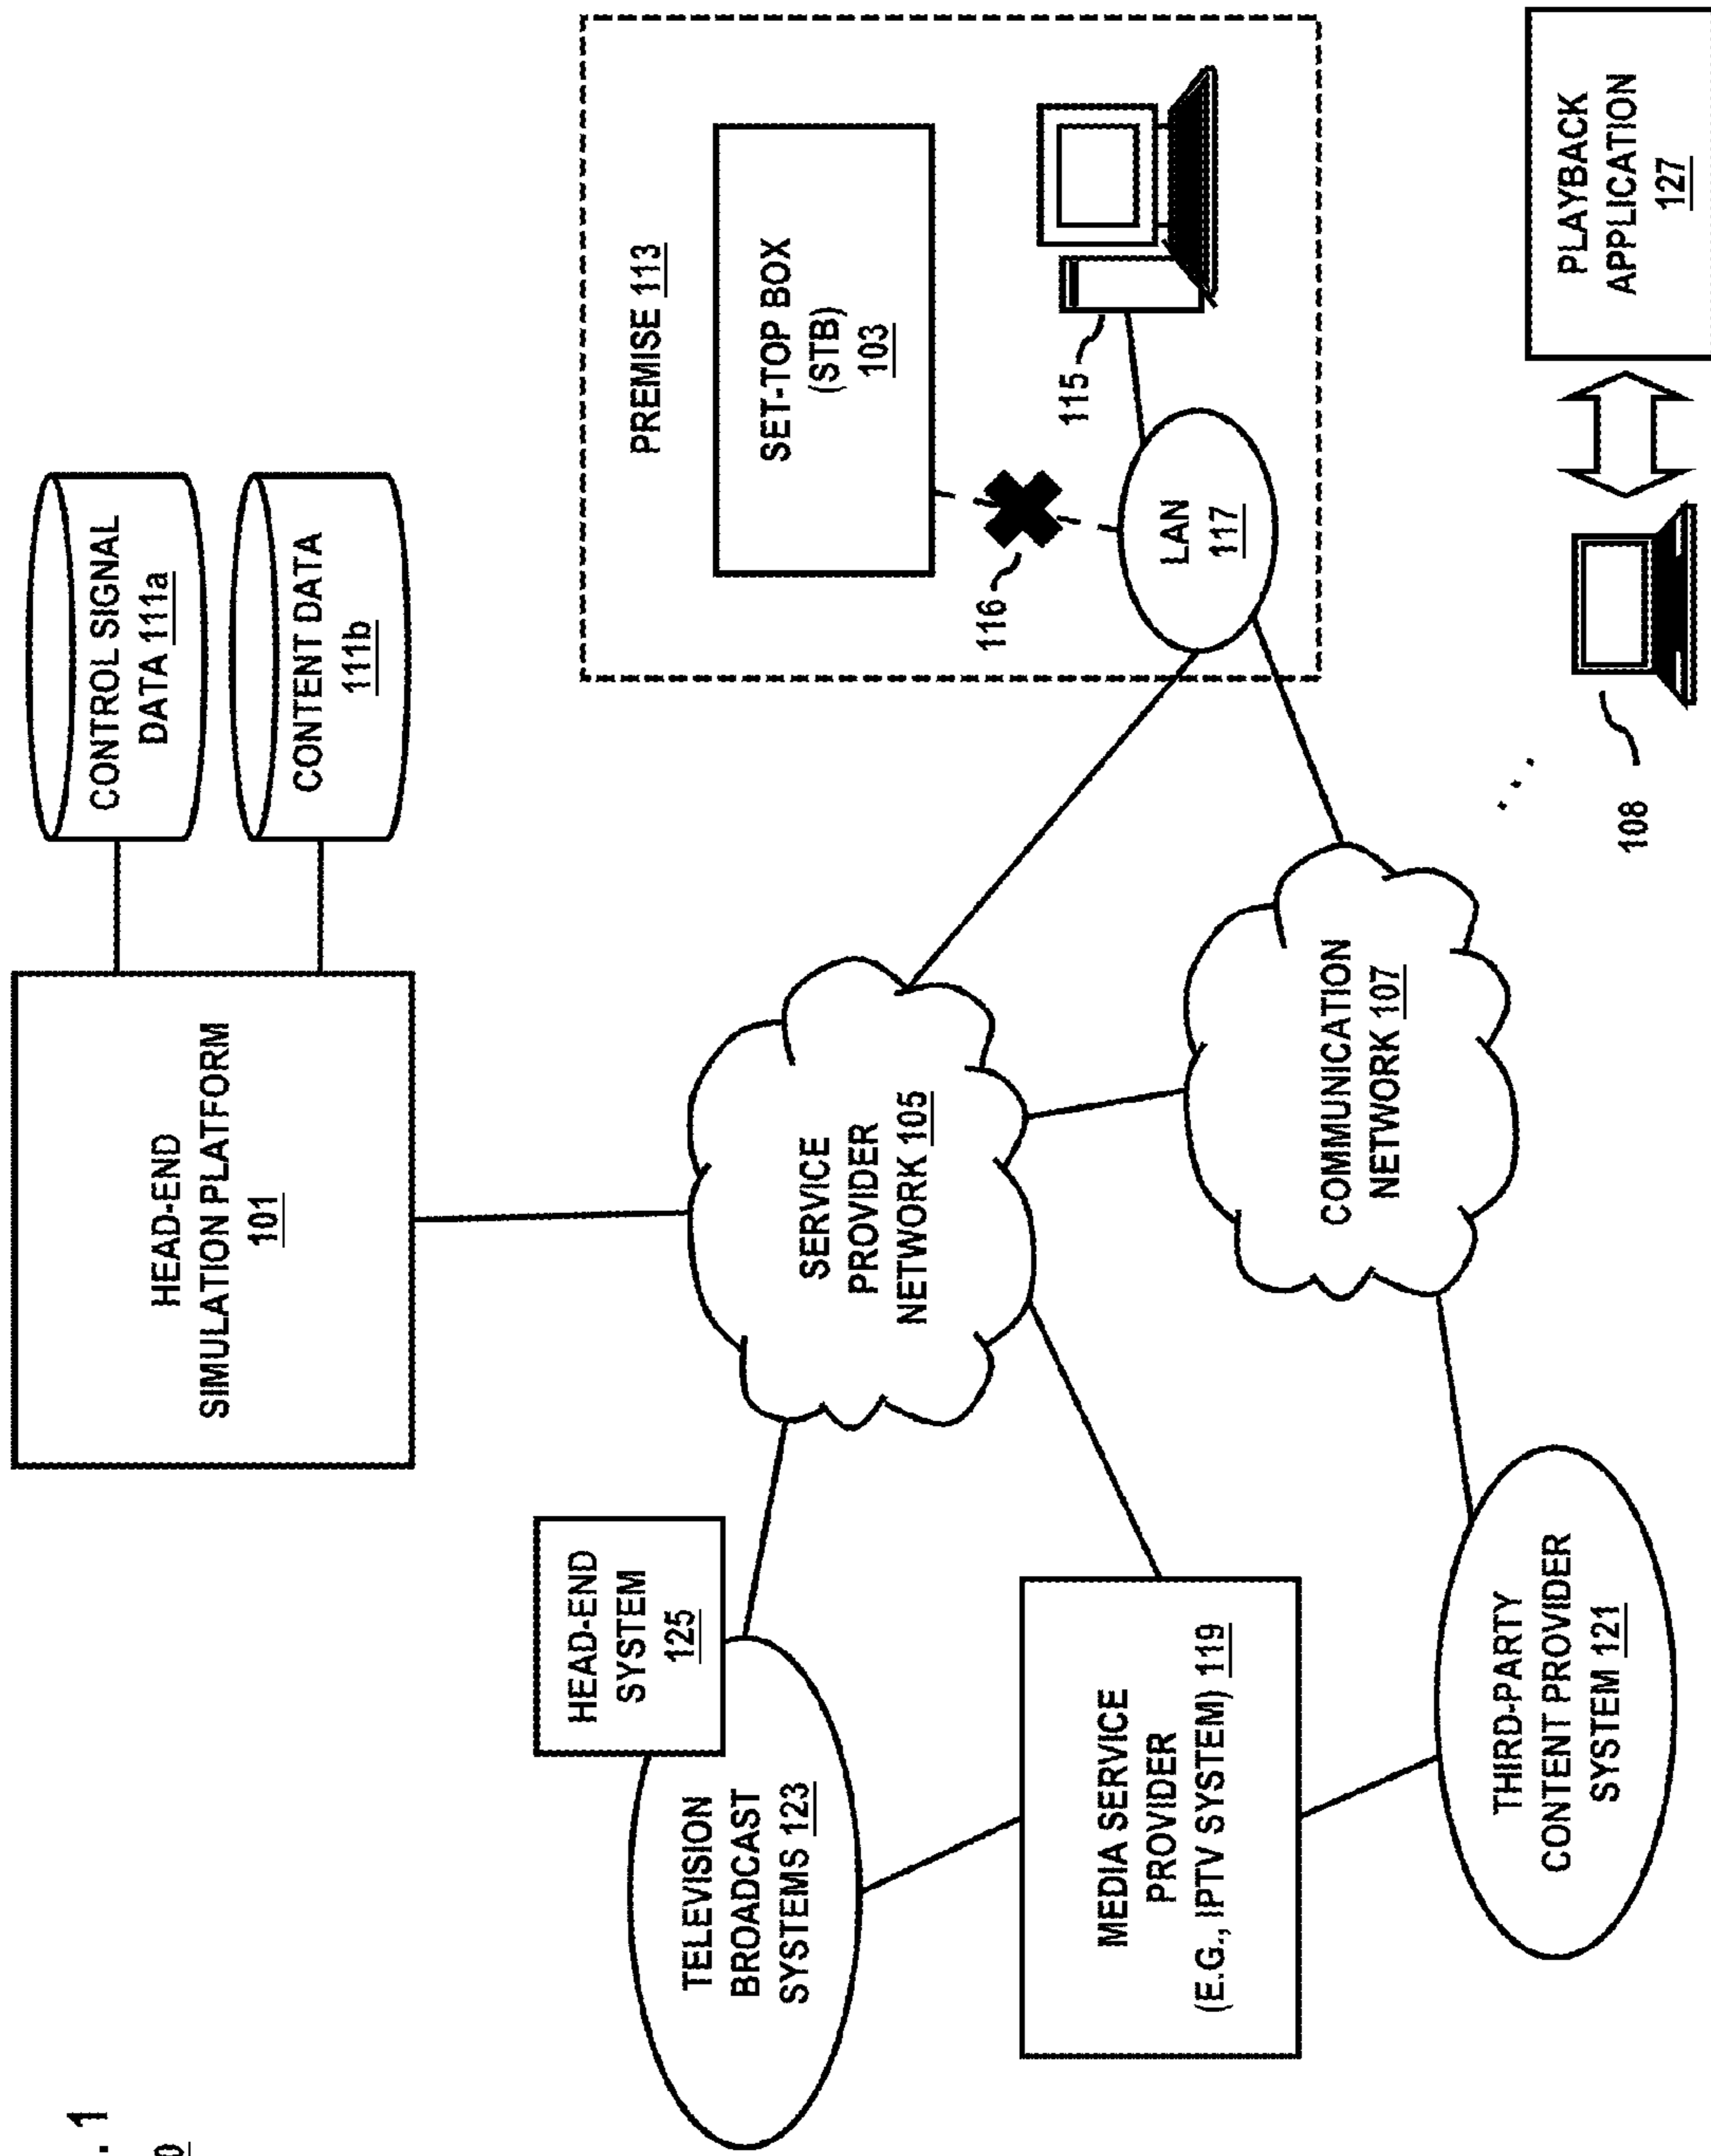 . 1
HEAD-END
SIMULATION PLATFORM
101
CONTROL SIGNAL
DATA 111a
CONTENT DATA
111b
HEAD-END
SYSTEM
125
TELEVISION
BROADCAST
SYSTEMS 123
SERVICE
PROVIDER
NETWORK 105
PREMISE 113
SET-TOP BOX
(STB)
103
116
115
LAN
117
MEDIA SERVICE
PROVIDER
(E.G., IPTV SYSTEM) 119
COMMUNICATION
NETWORK 107
THIRD-PARTY
CONTENT PROVIDER
SYSTEM 121
. . .
108
PLAYBACK
APPLICATION
127